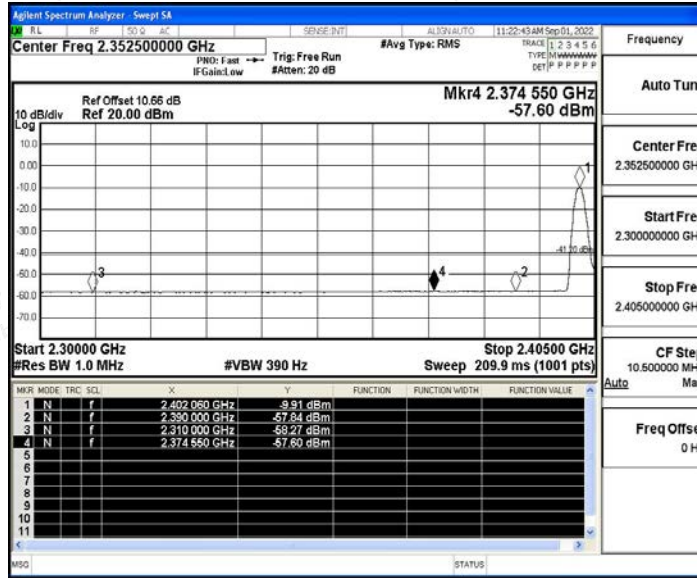 Agilent Spectrum Analyzer - Swept SA
RL RF 50 Ω AC SENSE:INT ALIGN AUTO 11:22:43 AM Sep 01, 2022
Center Freq 2.352500000 GHz #Avg Type: RMS TRACE 1 2 3 4 5 6
PNO: Fast Trig: Free Run TYPE M
IFGain:Low #Atten: 20 dB DET P P P P P P
Mkr4 2.374 550 GHz
Ref Offset 10.66 dB
10 dB/div Ref 20.00 dBm -57.60 dBm
Log
10.0
0.00
-10.0
-20.0
-30.0
-40.0
-50.0
-60.0
-70.0
1
-41.20 dBm
3
4
2
Start 2.30000 GHz Stop 2.40500 GHz
#Res BW 1.0 MHz #VBW 390 Hz Sweep 209.9 ms (1001 pts)
MKR MODE TRC SCL X Y FUNCTION FUNCTION WIDTH FUNCTION VALUE
1 N f 2.402 060 GHz -9.91 dBm
2 N f 2.390 000 GHz -57.84 dBm
3 N f 2.310 000 GHz -58.27 dBm
4 N f 2.374 550 GHz -57.60 dBm
5
6
7
8
9
10
11
MSG STATUS
Frequency
Auto Tun
Center Fre
2.352500000 GH
Start Fre
2.300000000 GH
Stop Fre
2.405000000 GH
CF Ste
10.500000 MH
Auto Ma
Freq Offse
0 H